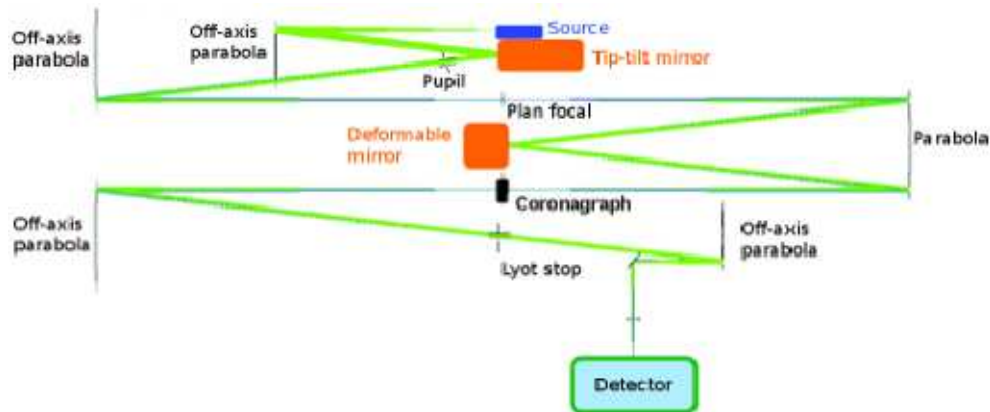 Off-axis
parabola
Off-axis
parabola
Source
Tip-tilt mirror
Pupil
Plan focal
Deformable
mirror
Parabola
Coronagraph
Off-axis
parabola
Off-axis
parabola
Lyot stop
Detector